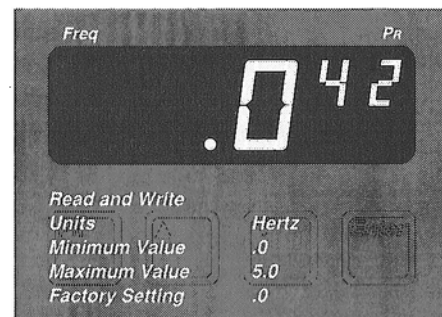 Freq PR
.0 42
Read and Write
Units Hertz
Minimum Value .0
Maximum Value 5.0
Factory Setting .0